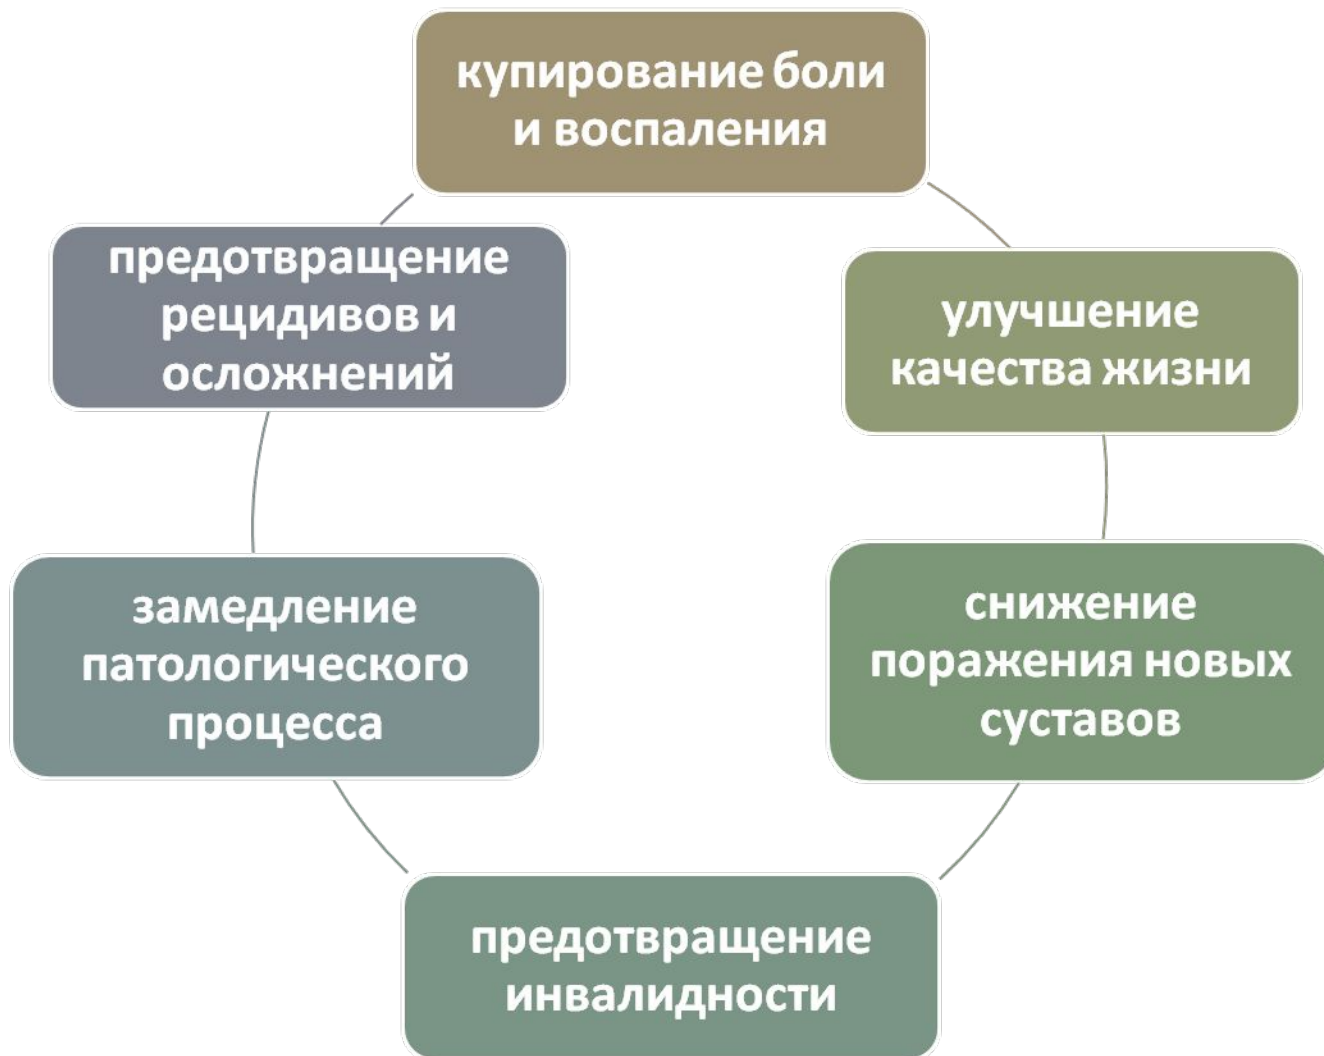 купирование боли
и воспаления
улучшение
качества жизни
снижение
поражения новых
суставов
предотвращение
инвалидности
замедление
патологического
процесса
предотвращение
рецидивов и
осложнений